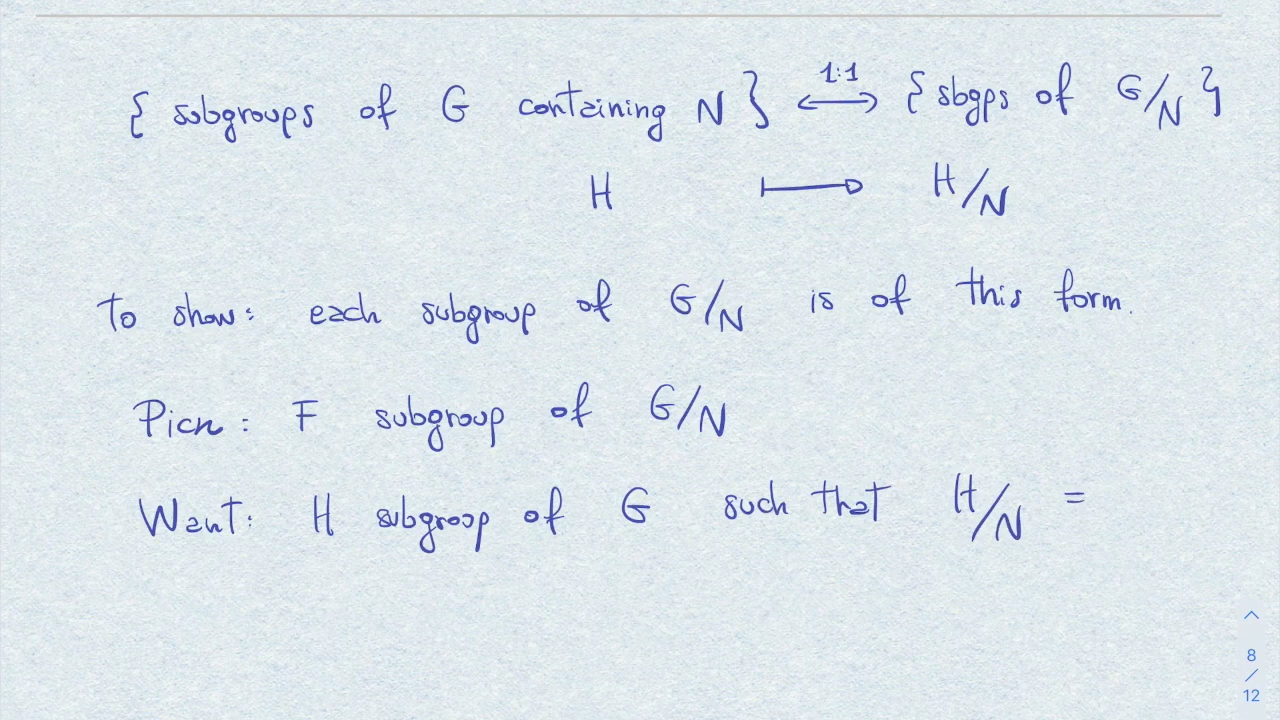 { subgroups of G containing N } 1:1 ⟷ { sbgps of G/N }
H ⟼ H/N
To show: each subgroup of G/N is of this form.
Pick: F subgroup of G/N
Want: H subgroup of G such that H/N =
8
/
12